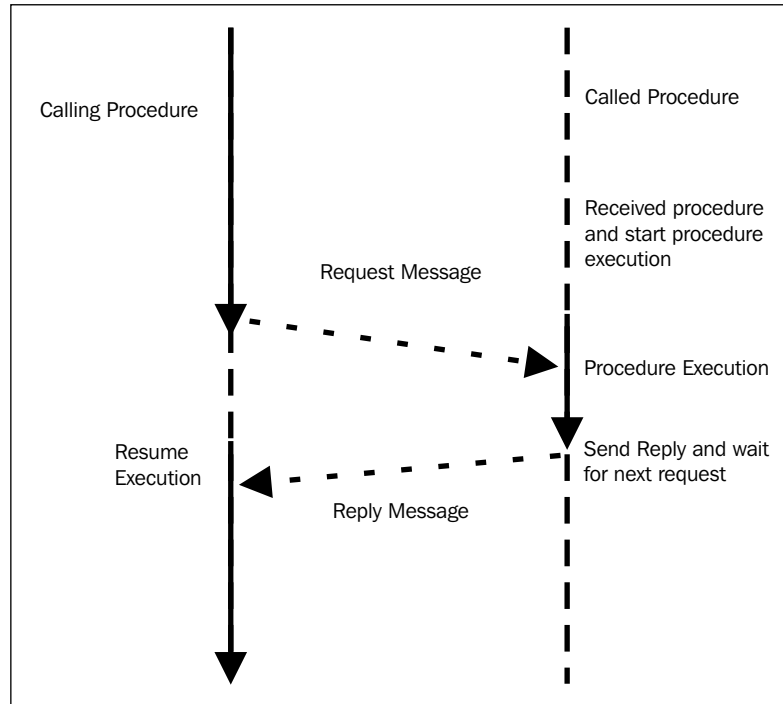 Calling Procedure
Called Procedure
Received procedure
and start procedure
execution
Request Message
Procedure Execution
Resume
Execution
Send Reply and wait
for next request
Reply Message